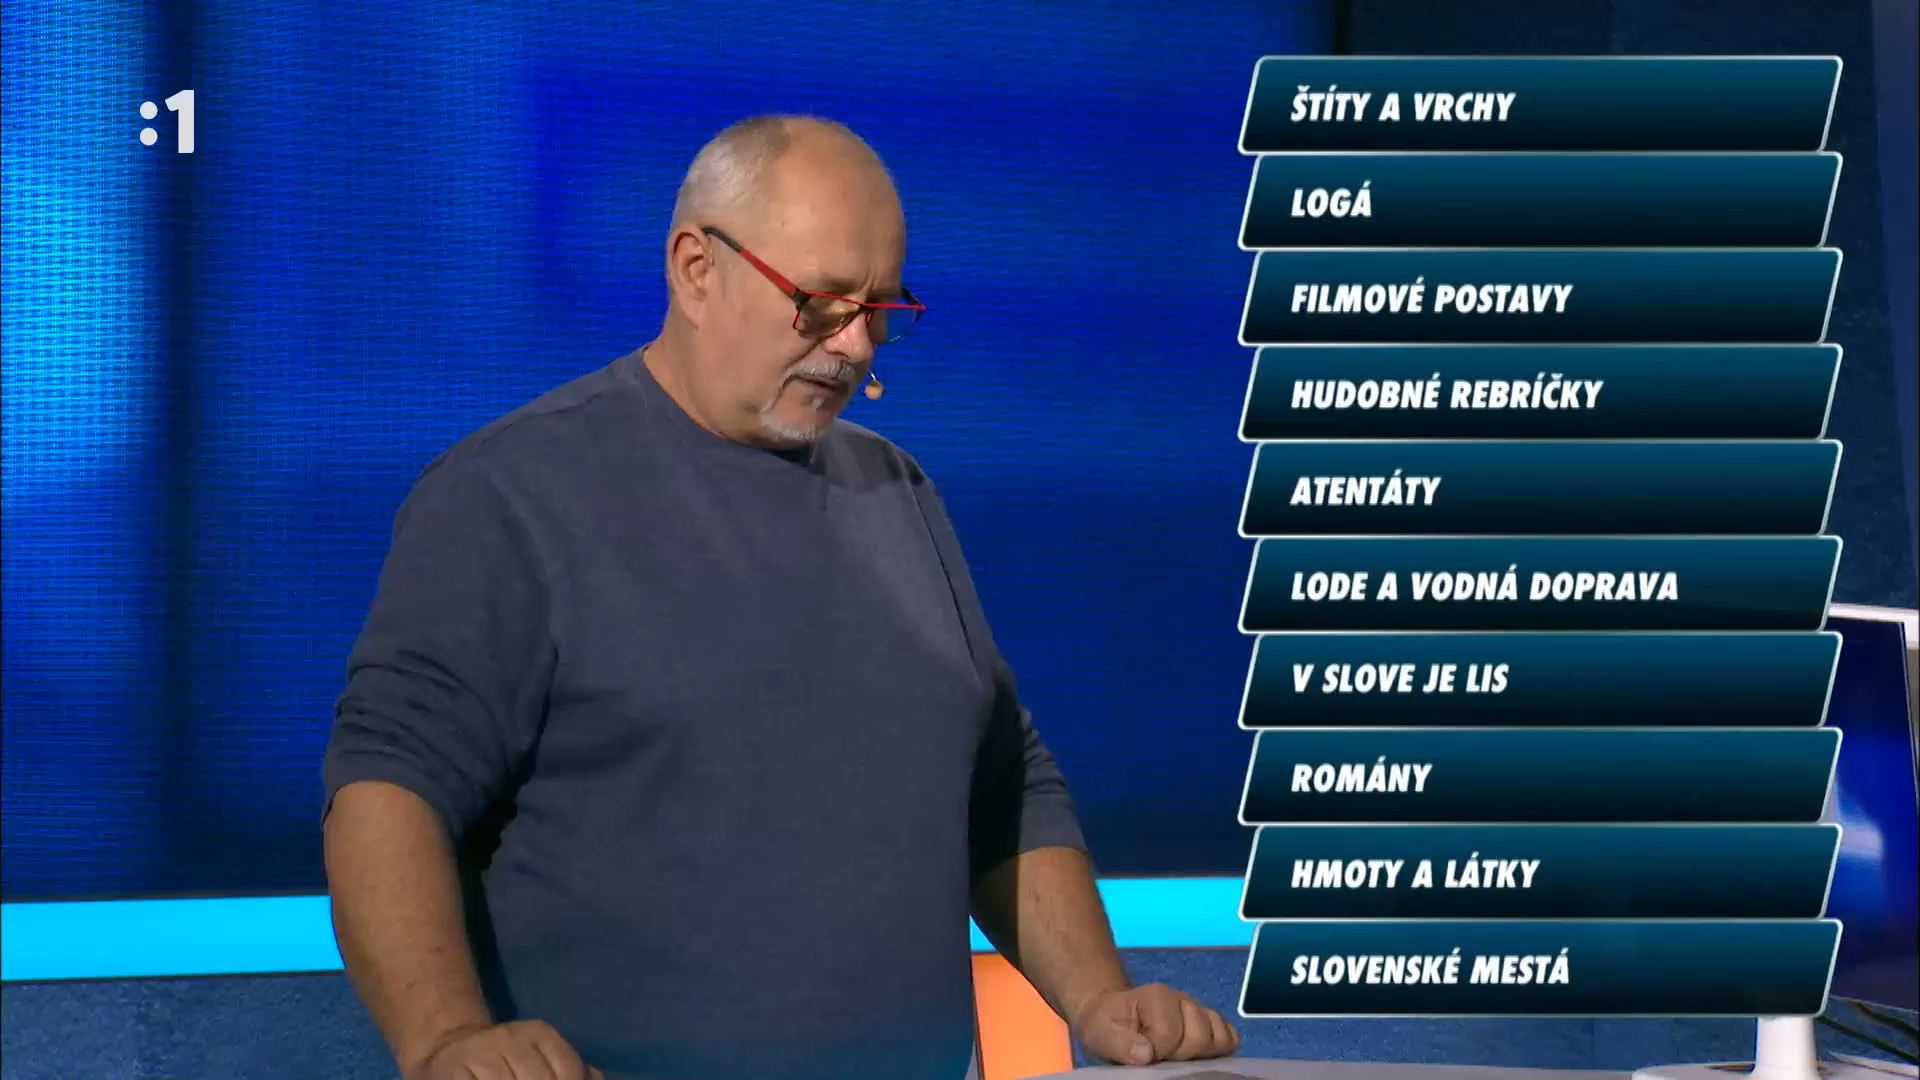 :1
ŠTÍTY A VRCHY
LOGÁ
FILMOVÉ POSTAVY
HUDOBNÉ REBRÍČKY
ATENTÁTY
LODE A VODNÁ DOPRAVA
V SLOVE JE LIS
ROMÁNY
HMOTY A LÁTKY
SLOVENSKÉ MESTÁ